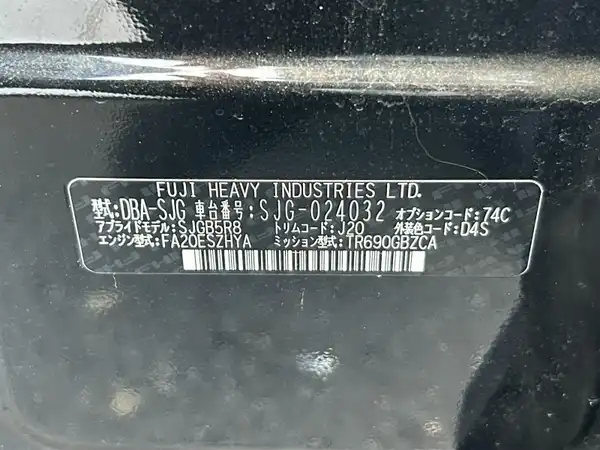 FUJI HEAVY INDUSTRIES LTD.
型式:DBA-SJG 車台番号:SJG-024032 オプションコード:74C
アプライドモデル:SJGB5R8 トリムコード:J20 外装色コード:D4S
エンジン型式:FA20ESZHYA ミッション型式:TR690GBZCA